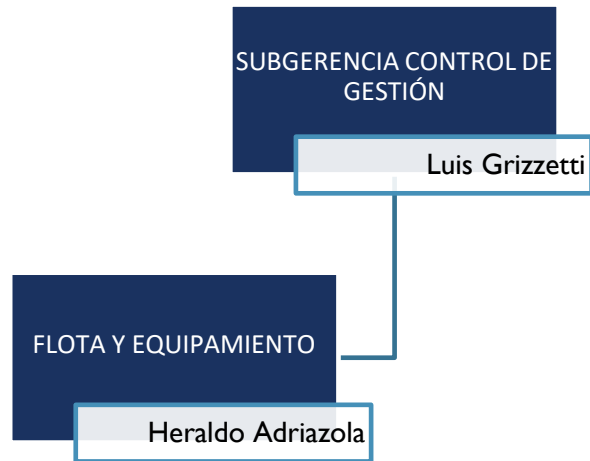 SUBGERENCIA CONTROL DE
GESTIÓN
Luis Grizzetti
FLOTA Y EQUIPAMIENTO
Heraldo Adriazola